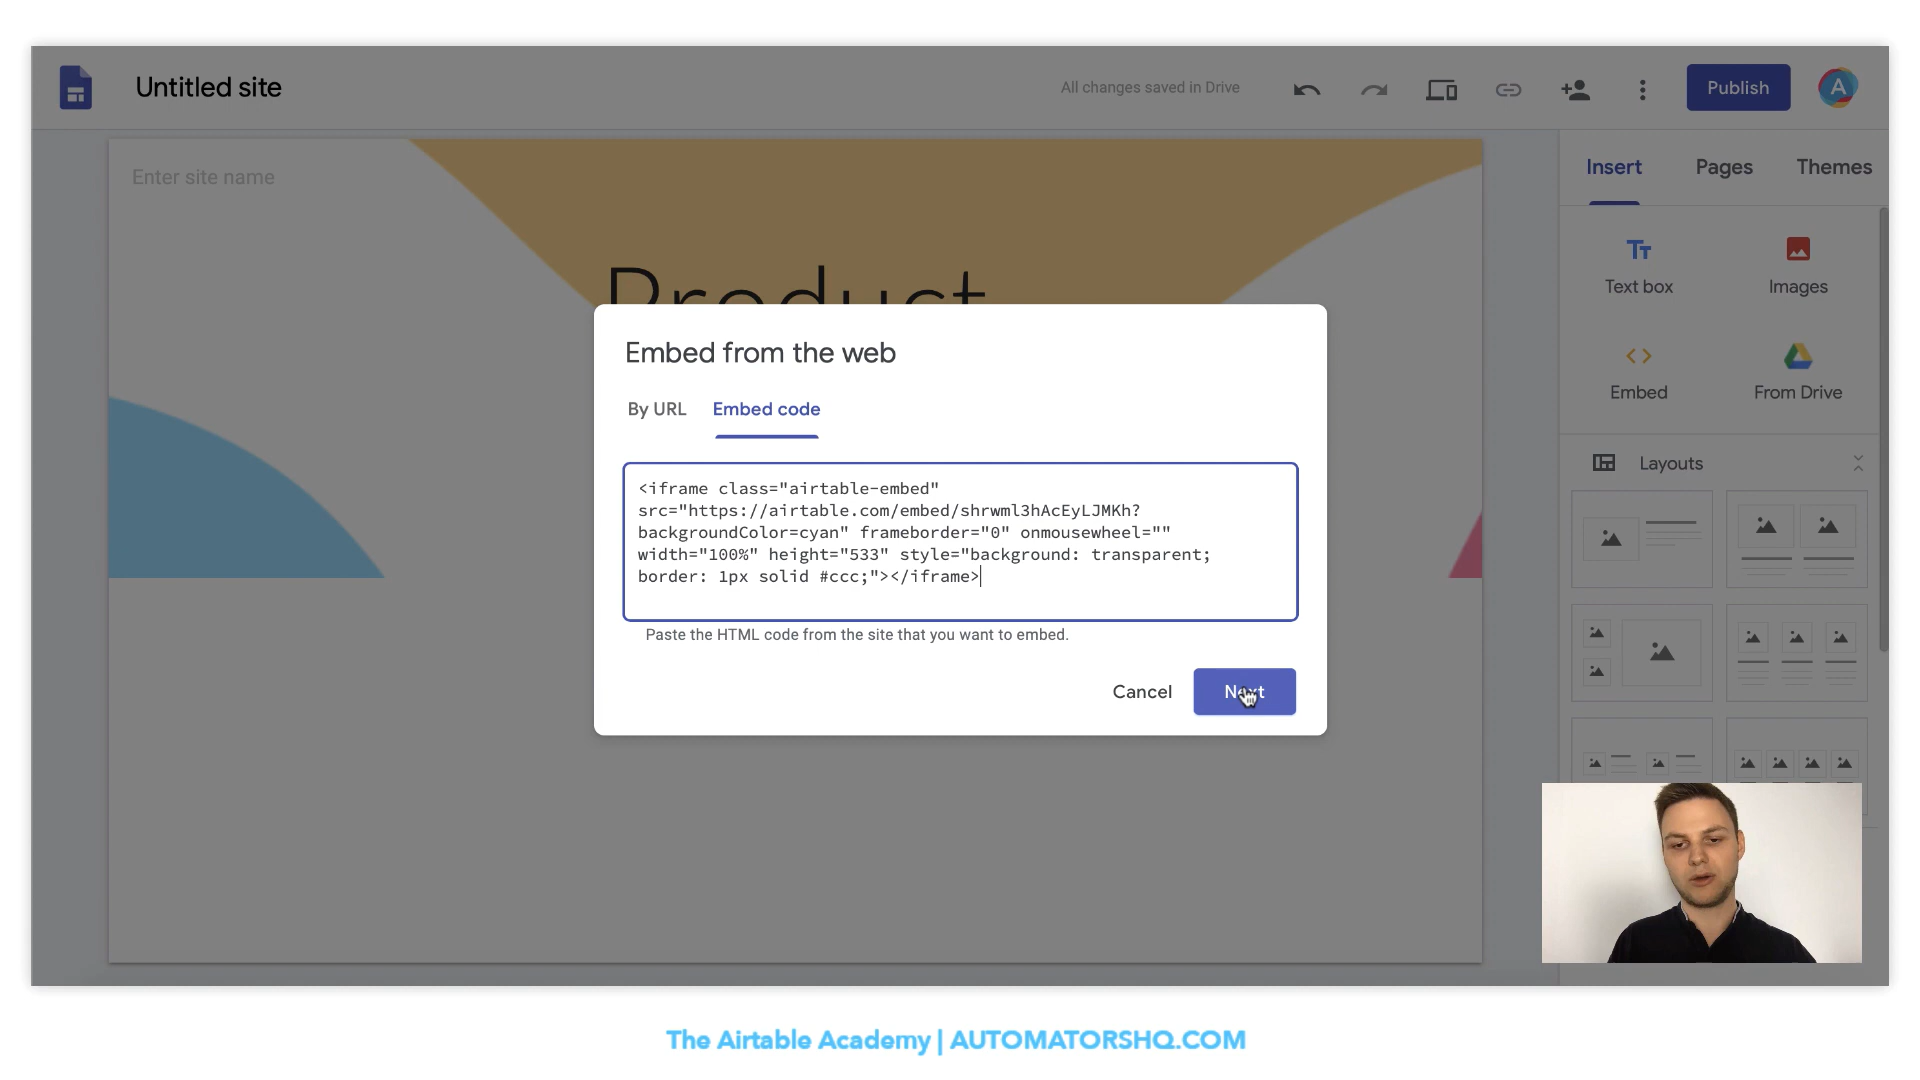 Untitled site
All changes saved in Drive
Publish
A
Enter site name
Insert
Pages
Themes
Product
Tt
Text box
Images
Embed
From Drive
Layouts
Embed from the web
By URL
Embed code
<iframe class="airtable-embed"
src="https://airtable.com/embed/shrwml3hAcEyLJMKh?
backgroundColor=cyan" frameborder="0" onmousewheel=""
width="100%" height="533" style="background: transparent;
border: 1px solid #ccc;"></iframe>
Paste the HTML code from the site that you want to embed.
Cancel
Next
The Airtable Academy | AUTOMATORSHQ.COM